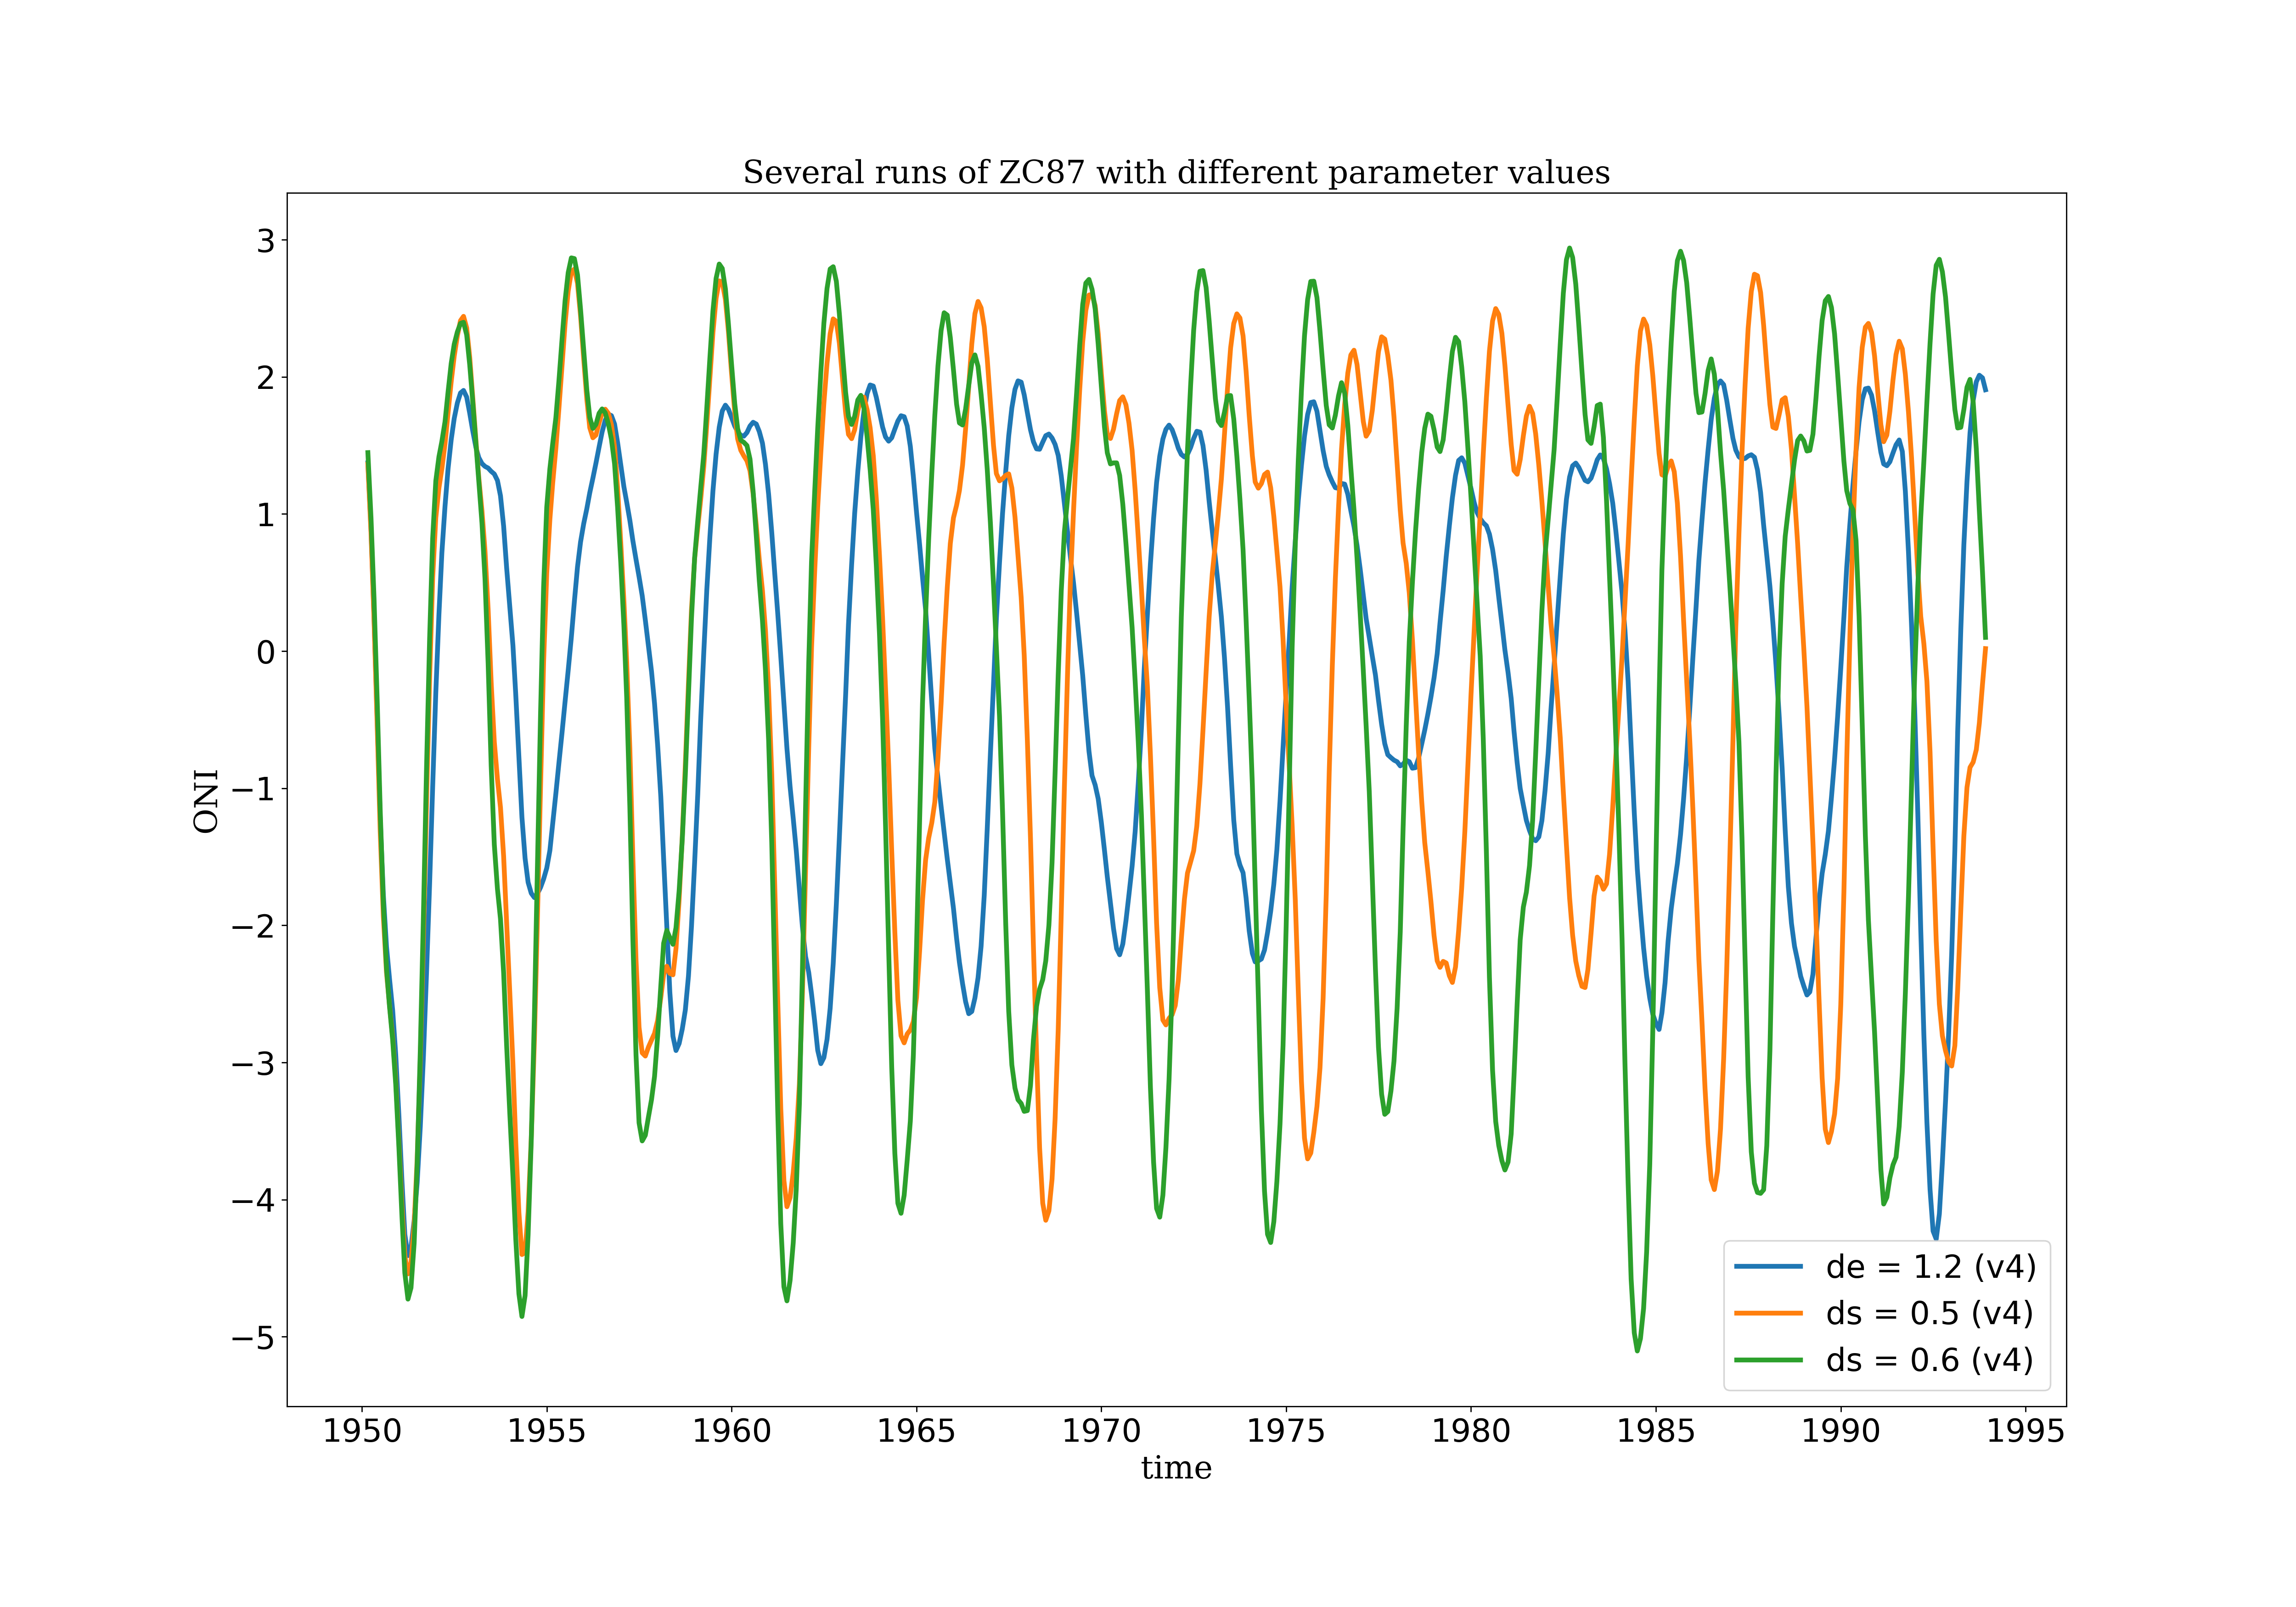 Several runs of ZC87 with different parameter values
3
2
1
0
−1
−2
−3
−4
−5
ONI
1950 1955 1960 1965 1970 1975 1980 1985 1990 1995
time
de = 1.2 (v4)
ds = 0.5 (v4)
ds = 0.6 (v4)